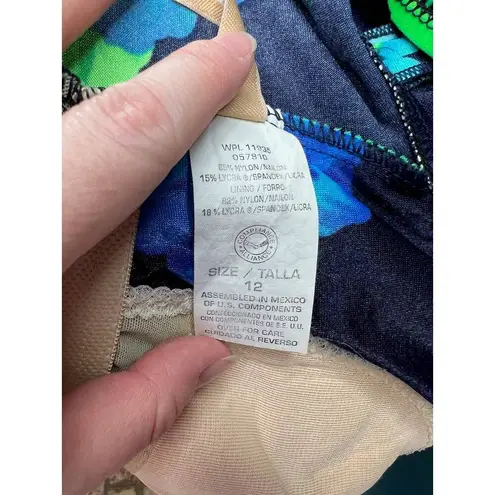 WPL 11936
057910
85% NYLON/NAILON
15% LYCRA ®/SPANDEX/LICRA
LINING / FORRO
82% NYLON/NAILON
18 % LYCRA ®/SPANDEX/LICRA
COMPLIANCE
ALLIANCE
SIZE / TALLA
12
ASSEMBLED IN MEXICO
OF U.S. COMPONENTS
CONFECCIONADO EN MEXICO
CON COMPONENTES DE E.E. U.U.
OVER-FOR CARE
CUIDADO AL REVERSO